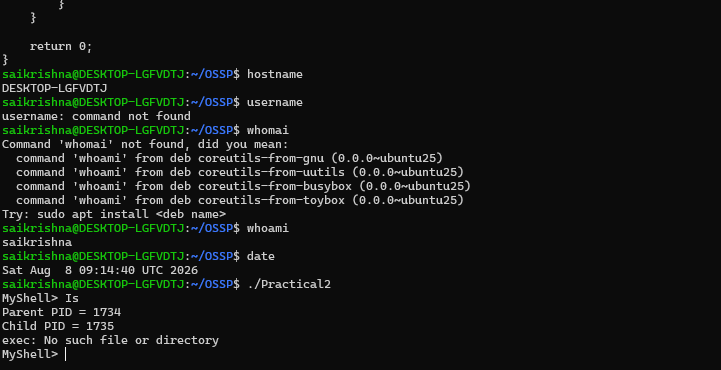 }
}
return 0;
}
saikrishna@DESKTOP-LGFVDTJ:~/OSSP$ hostname
DESKTOP-LGFVDTJ
saikrishna@DESKTOP-LGFVDTJ:~/OSSP$ username
username: command not found
saikrishna@DESKTOP-LGFVDTJ:~/OSSP$ whomai
Command 'whomai' not found, did you mean:
command 'whoami' from deb coreutils-from-gnu (0.0.0~ubuntu25)
command 'whoami' from deb coreutils-from-uutils (0.0.0~ubuntu25)
command 'whoami' from deb coreutils-from-busybox (0.0.0~ubuntu25)
command 'whoami' from deb coreutils-from-toybox (0.0.0~ubuntu25)
Try: sudo apt install <deb name>
saikrishna@DESKTOP-LGFVDTJ:~/OSSP$ whoami
saikrishna
saikrishna@DESKTOP-LGFVDTJ:~/OSSP$ date
Sat Aug  8 09:14:40 UTC 2026
saikrishna@DESKTOP-LGFVDTJ:~/OSSP$ ./Practical2
MyShell> Is
Parent PID = 1734
Child PID = 1735
exec: No such file or directory
MyShell>